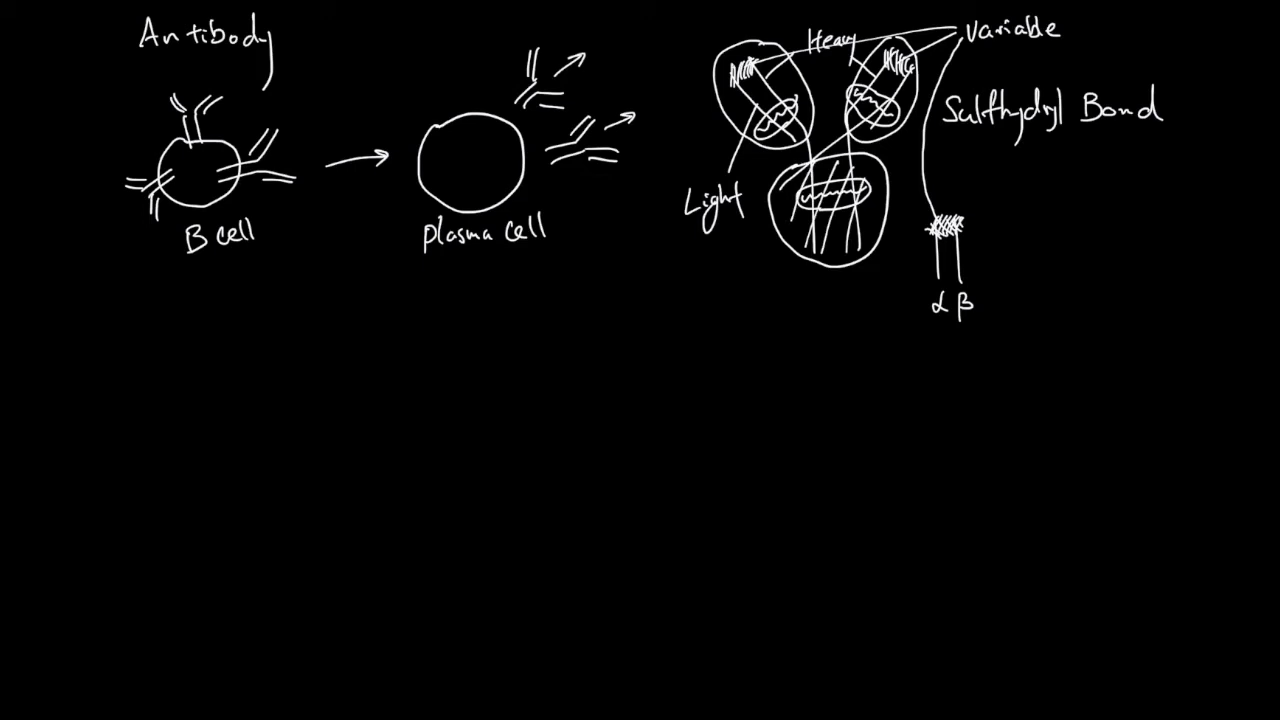 Antibody
Heavy
Variable
Sulfhydryl Bond
Light
B cell
plasma cell
α β